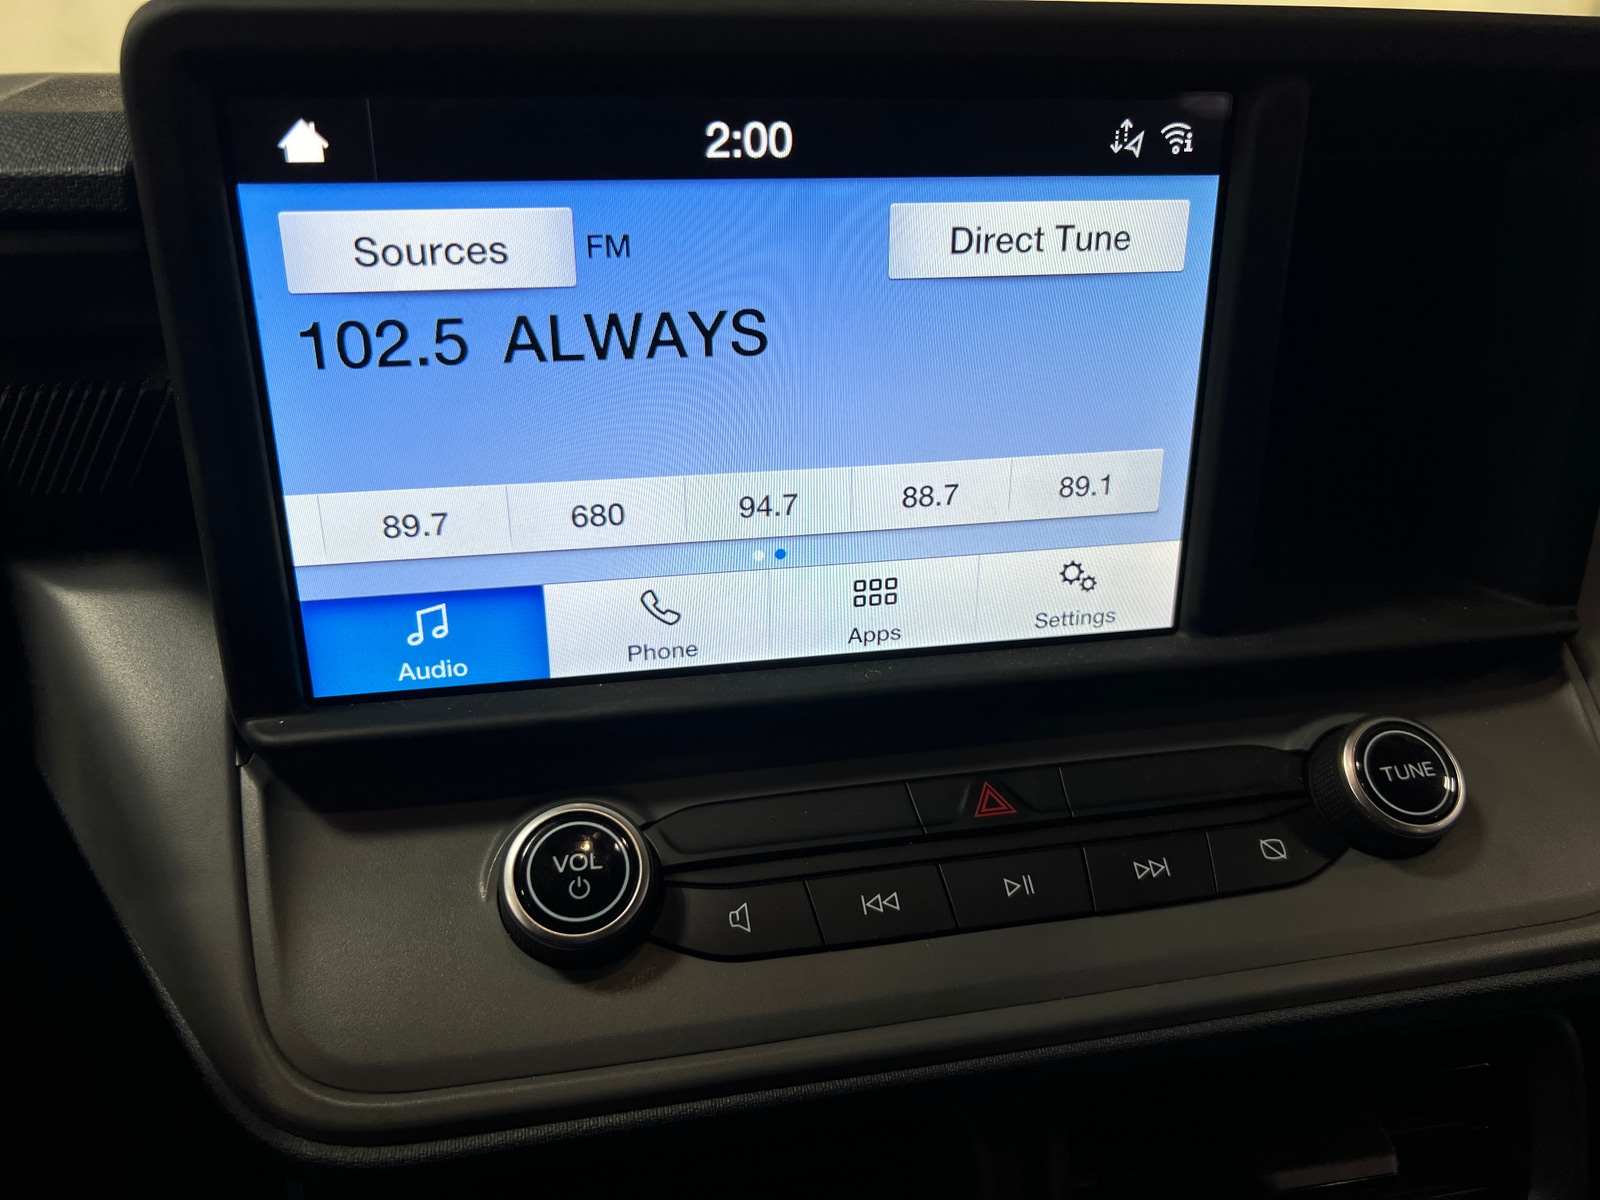 2:00
Sources FM Direct Tune
102.5 ALWAYS
89.7 680 94.7 88.7 89.1
Audio Phone Apps Settings
TUNE
VOL